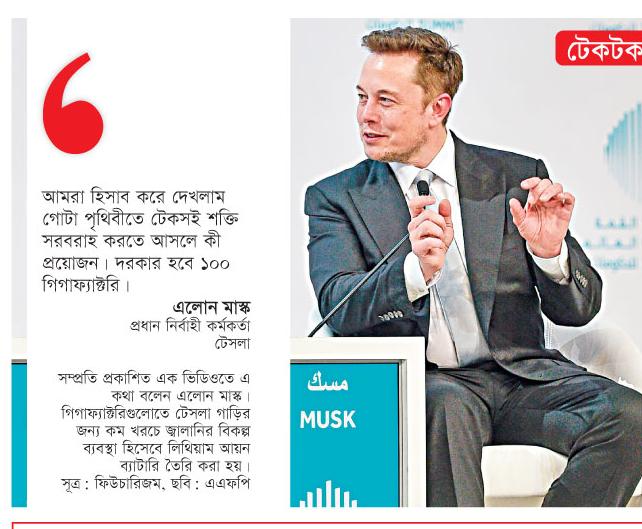 টেকটক
আমরা হিসাব করে দেখলাম
গোটা পৃথিবীতে টেকসই শক্তি
সরবরাহ করতে আসলে কী
প্রয়োজন। দরকার হবে ১০০
গিগাফ্যাক্টরি।
এলোন মাস্ক
প্রধান নির্বাহী কর্মকর্তা
টেসলা
সম্প্রতি প্রকাশিত এক ভিডিওতে এ
কথা বলেন এলোন মাস্ক।
গিগাফ্যাক্টরিগুলোতে টেসলা গাড়ির
জন্য কম খরচে জ্বালানির বিকল্প
ব্যবস্থা হিসেবে লিথিয়াম আয়ন
ব্যাটারি তৈরি করা হয়।
সূত্র : ফিউচারিজম, ছবি : এএফপি
مسك
MUSK
القمة